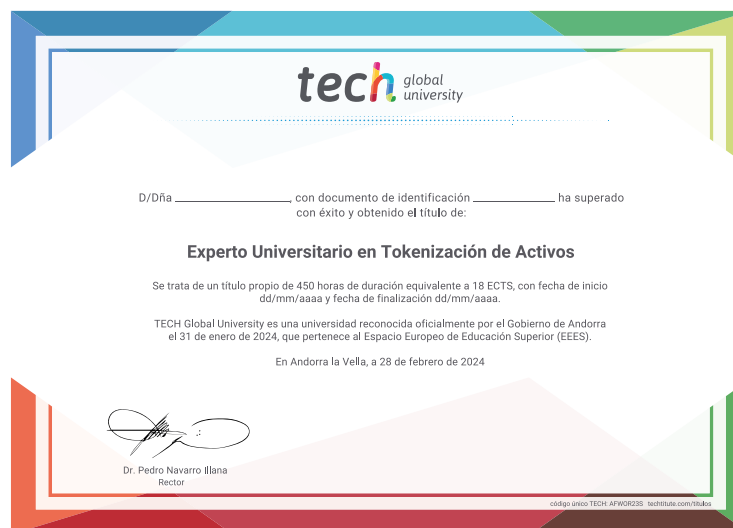 tech global university
D/Dña ______________, con documento de identificación __________ ha superado
con éxito y obtenido el título de:
Experto Universitario en Tokenización de Activos
Se trata de un título propio de 450 horas de duración equivalente a 18 ECTS, con fecha de inicio
dd/mm/aaaa y fecha de finalización dd/mm/aaaa.
TECH Global University es una universidad reconocida oficialmente por el Gobierno de Andorra
el 31 de enero de 2024, que pertenece al Espacio Europeo de Educación Superior (EEES).
En Andorra la Vella, a 28 de febrero de 2024
Dr. Pedro Navarro Illana
Rector
código único TECH: AFWOR23S techtitute.com/titulos